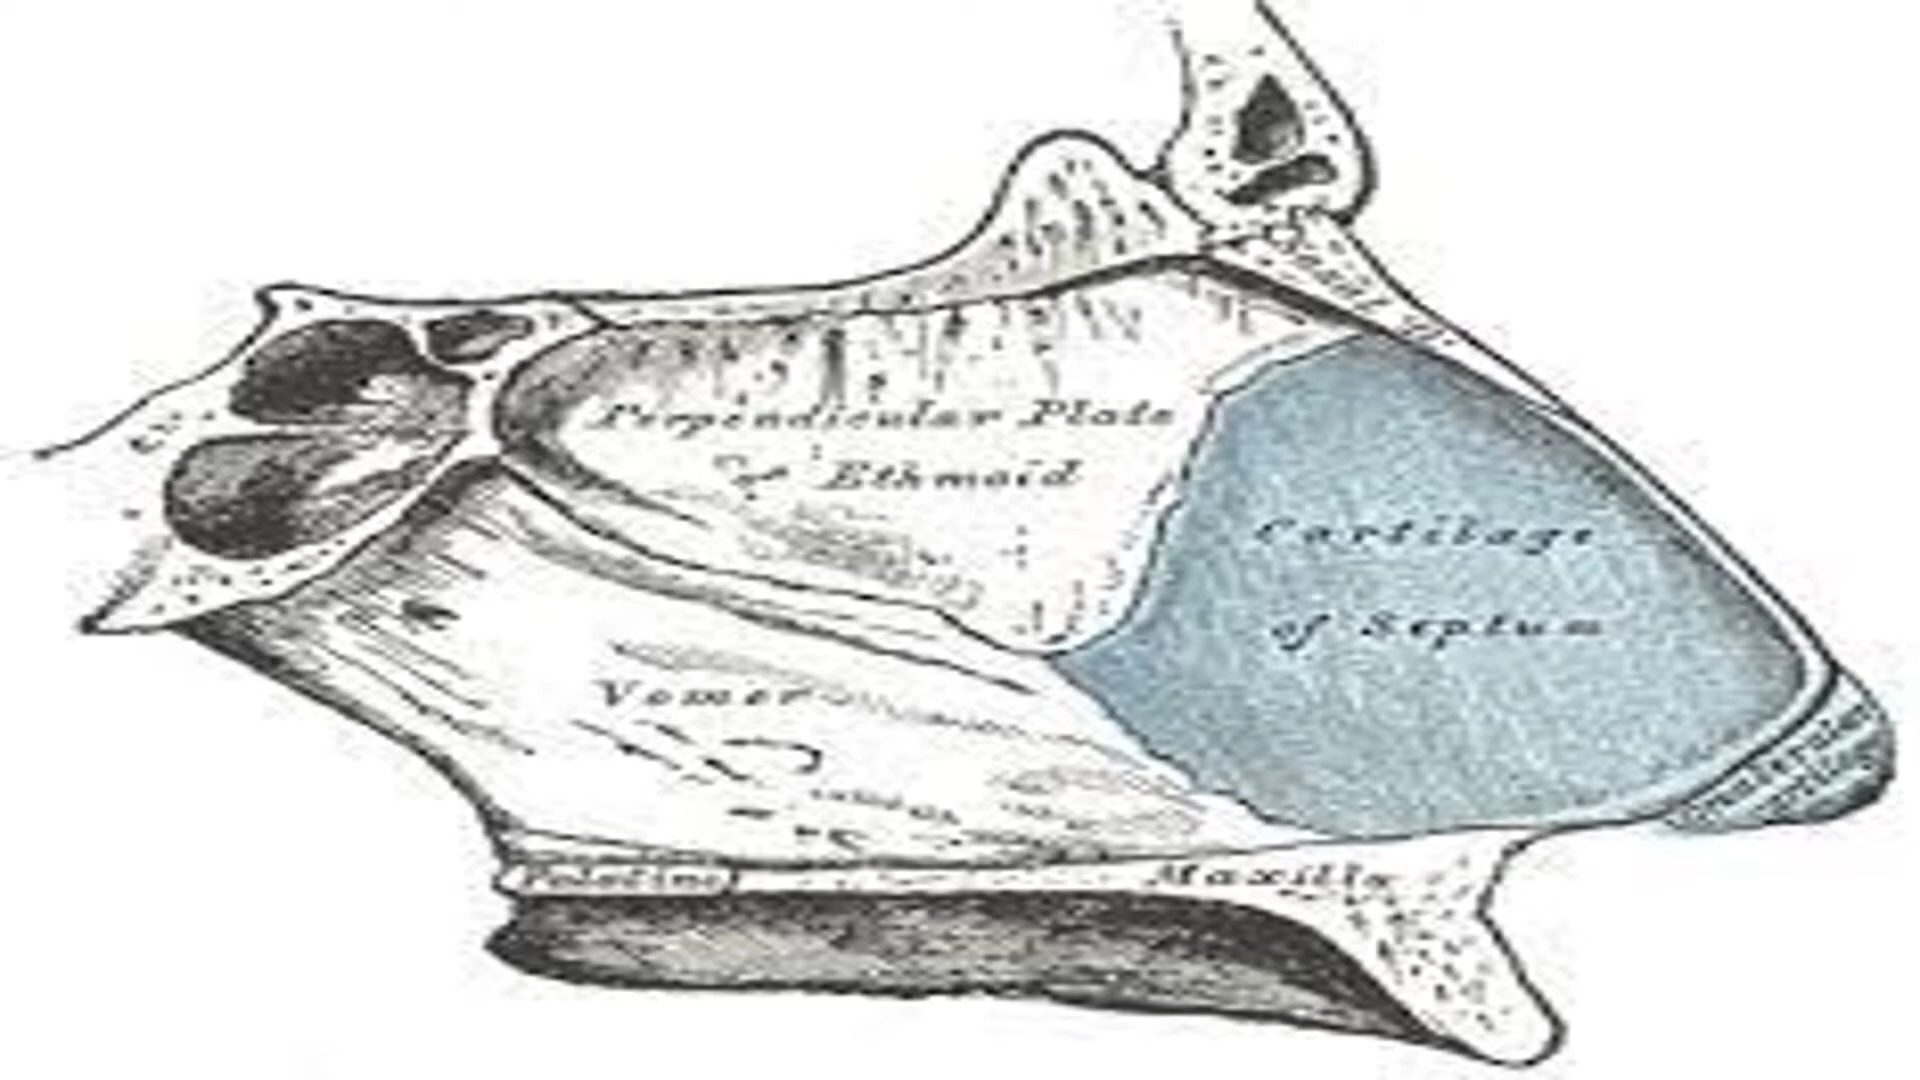 Perpendicular Plate
of Ethmoid
Cartilage
of Septum
Vomer
Palatine
Maxilla